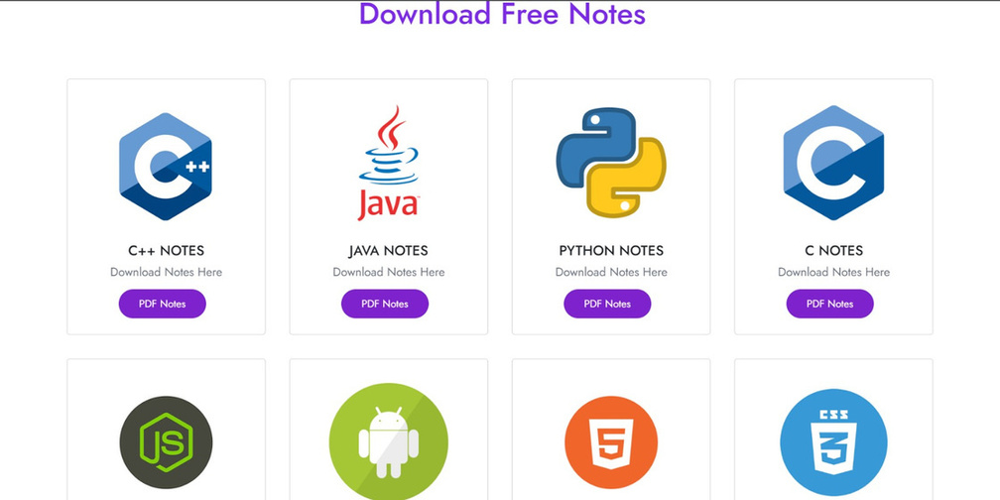 Download Free Notes
C++
Java
C
C++ NOTES
JAVA NOTES
PYTHON NOTES
C NOTES
Download Notes Here
Download Notes Here
Download Notes Here
Download Notes Here
PDF Notes
PDF Notes
PDF Notes
PDF Notes
JS
5
CSS
3